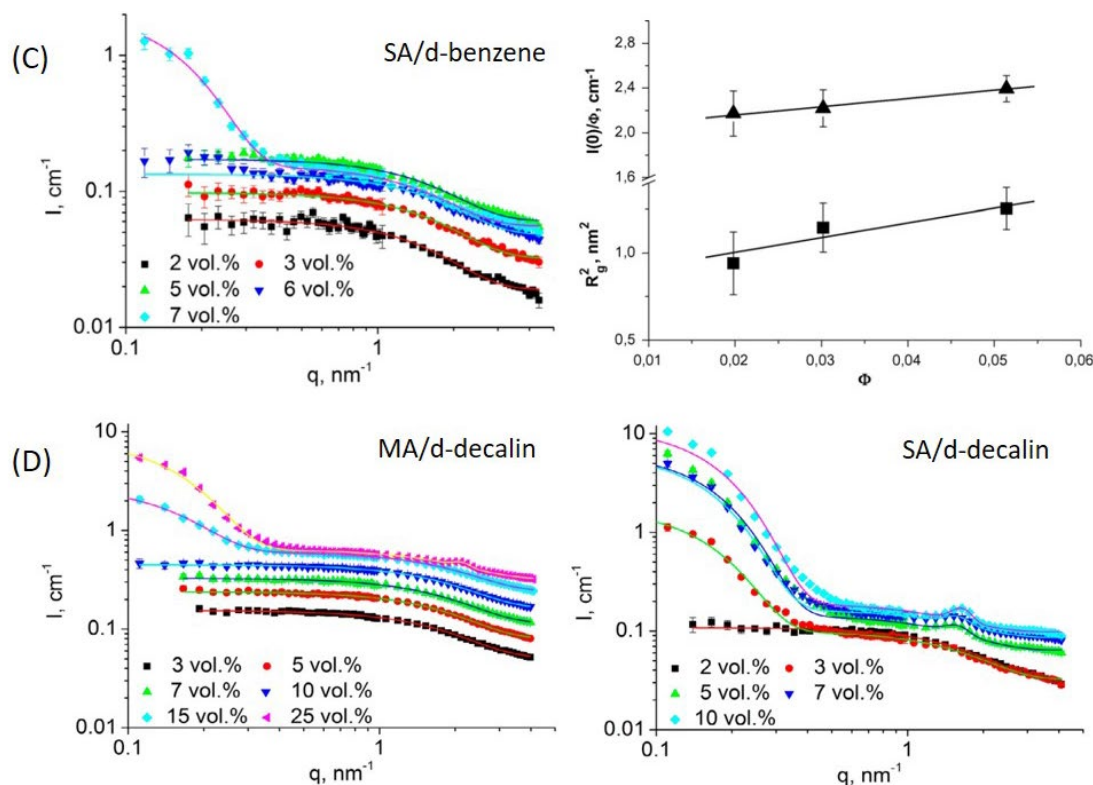 (C)
SA/d-benzene
I, cm-1
1
0.1
0.01
2 vol.% 3 vol.%
5 vol.% 6 vol.%
7 vol.%
0.1 1
q, nm-1
I(0)/Φ, cm-1
2,8
2,4
2,0
1,6
Rg2, nm2
1,0
0,5
0,01 0,02 0,03 0,04 0,05 0,06
Φ
(D)
MA/d-decalin
I, cm-1
10
1
0.1
0.01
3 vol.% 5 vol.%
7 vol.% 10 vol.%
15 vol.% 25 vol.%
0.1 1
q, nm-1
SA/d-decalin
I, cm-1
10
1
0.1
0.01
2 vol.% 3 vol.%
5 vol.% 7 vol.%
10 vol.%
0.1 1
q, nm-1